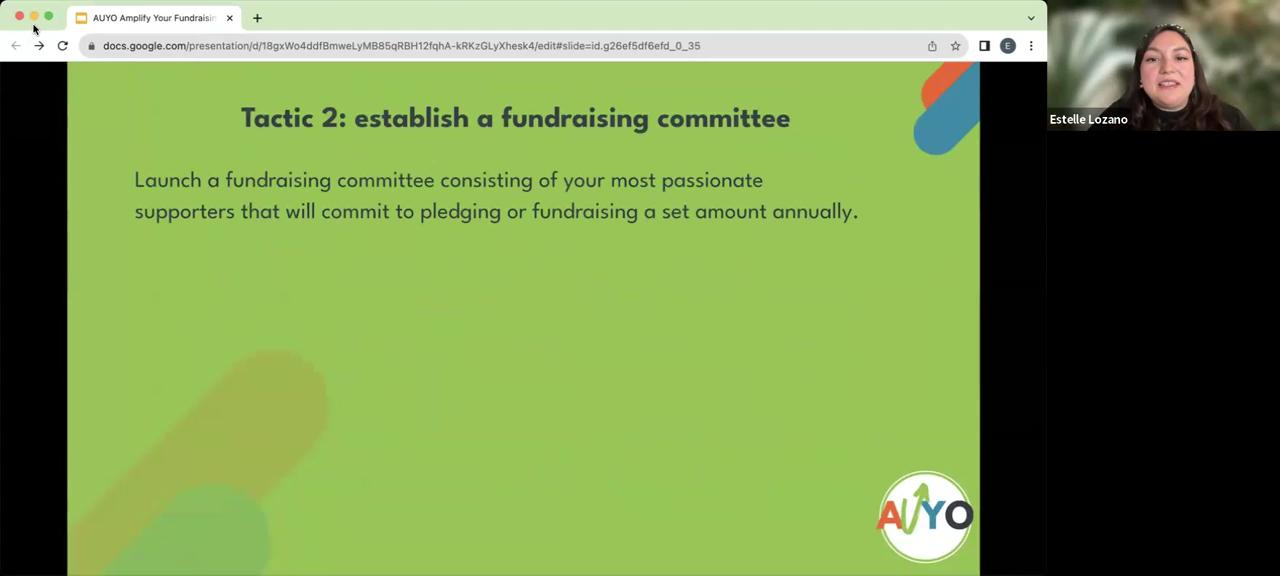 AUYO Amplify Your Fundraisin
docs.google.com/presentation/d/18gxWo4ddfBmweLyMB85qRBH12fqhA-kRKzGLyXhesk4/edit#slide=id.g26ef5df6efd_0_35
E
Estelle Lozano
Tactic 2: establish a fundraising committee
Launch a fundraising committee consisting of your most passionate
supporters that will commit to pledging or fundraising a set amount annually.
AUYO